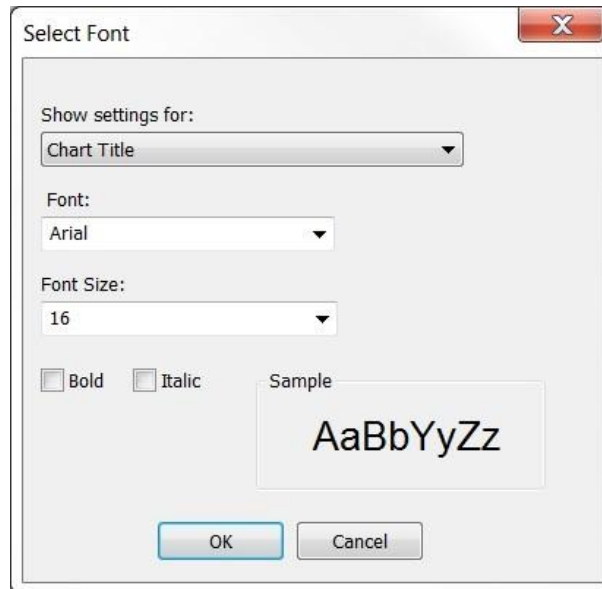 Select Font
Show settings for:
Chart Title
Font:
Arial
Font Size:
16
Bold Italic Sample
AaBbYyZz
OK Cancel